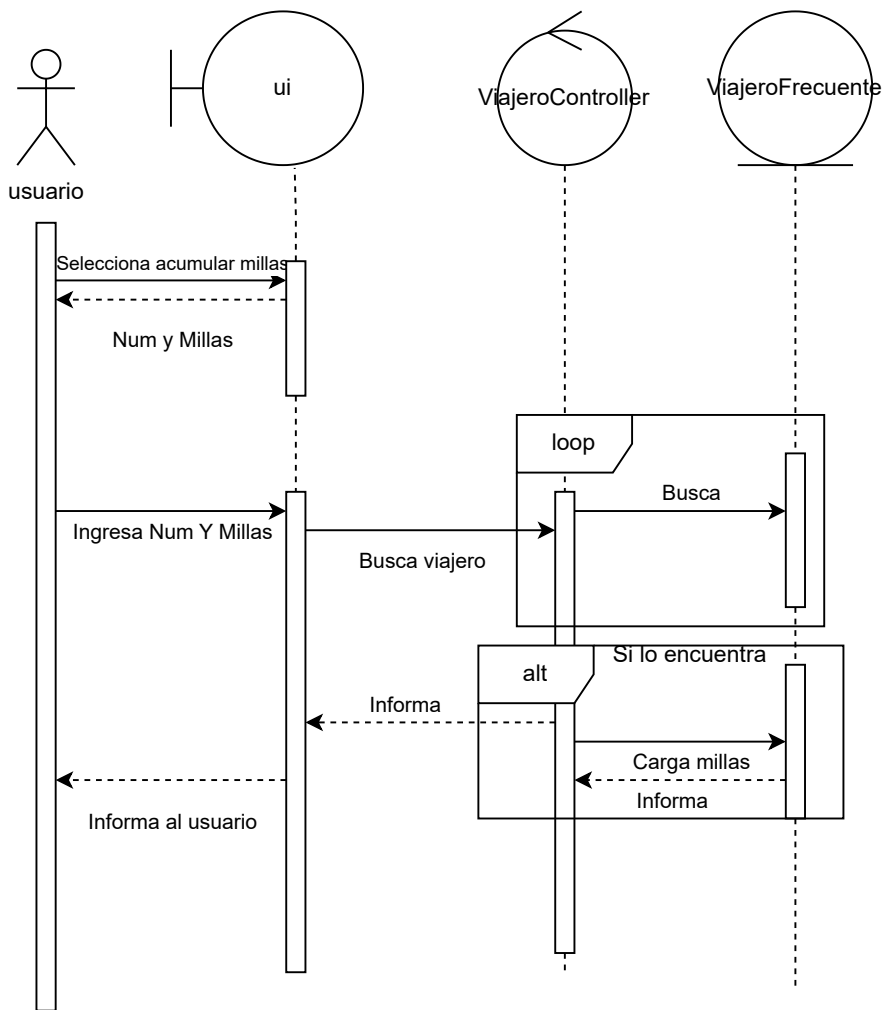 ui
ViajeroController
ViajeroFrecuente
usuario
Selecciona acumular millas
Num y Millas
loop
Busca
Ingresa Num Y Millas
Busca viajero
Si lo encuentra
alt
Informa
Carga millas
Informa
Informa al usuario